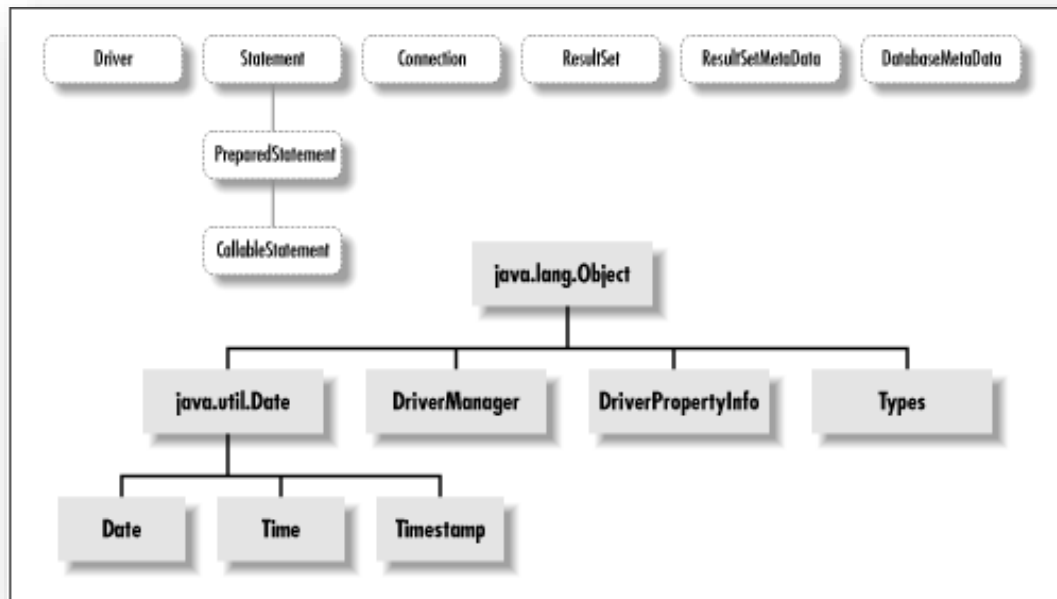 Driver
Statement
Connection
ResultSet
ResultSetMetaData
DatabaseMetaData
PreparedStatement
CallableStatement
java.lang.Object
java.util.Date
DriverManager
DriverPropertyInfo
Types
Date
Time
Timestamp